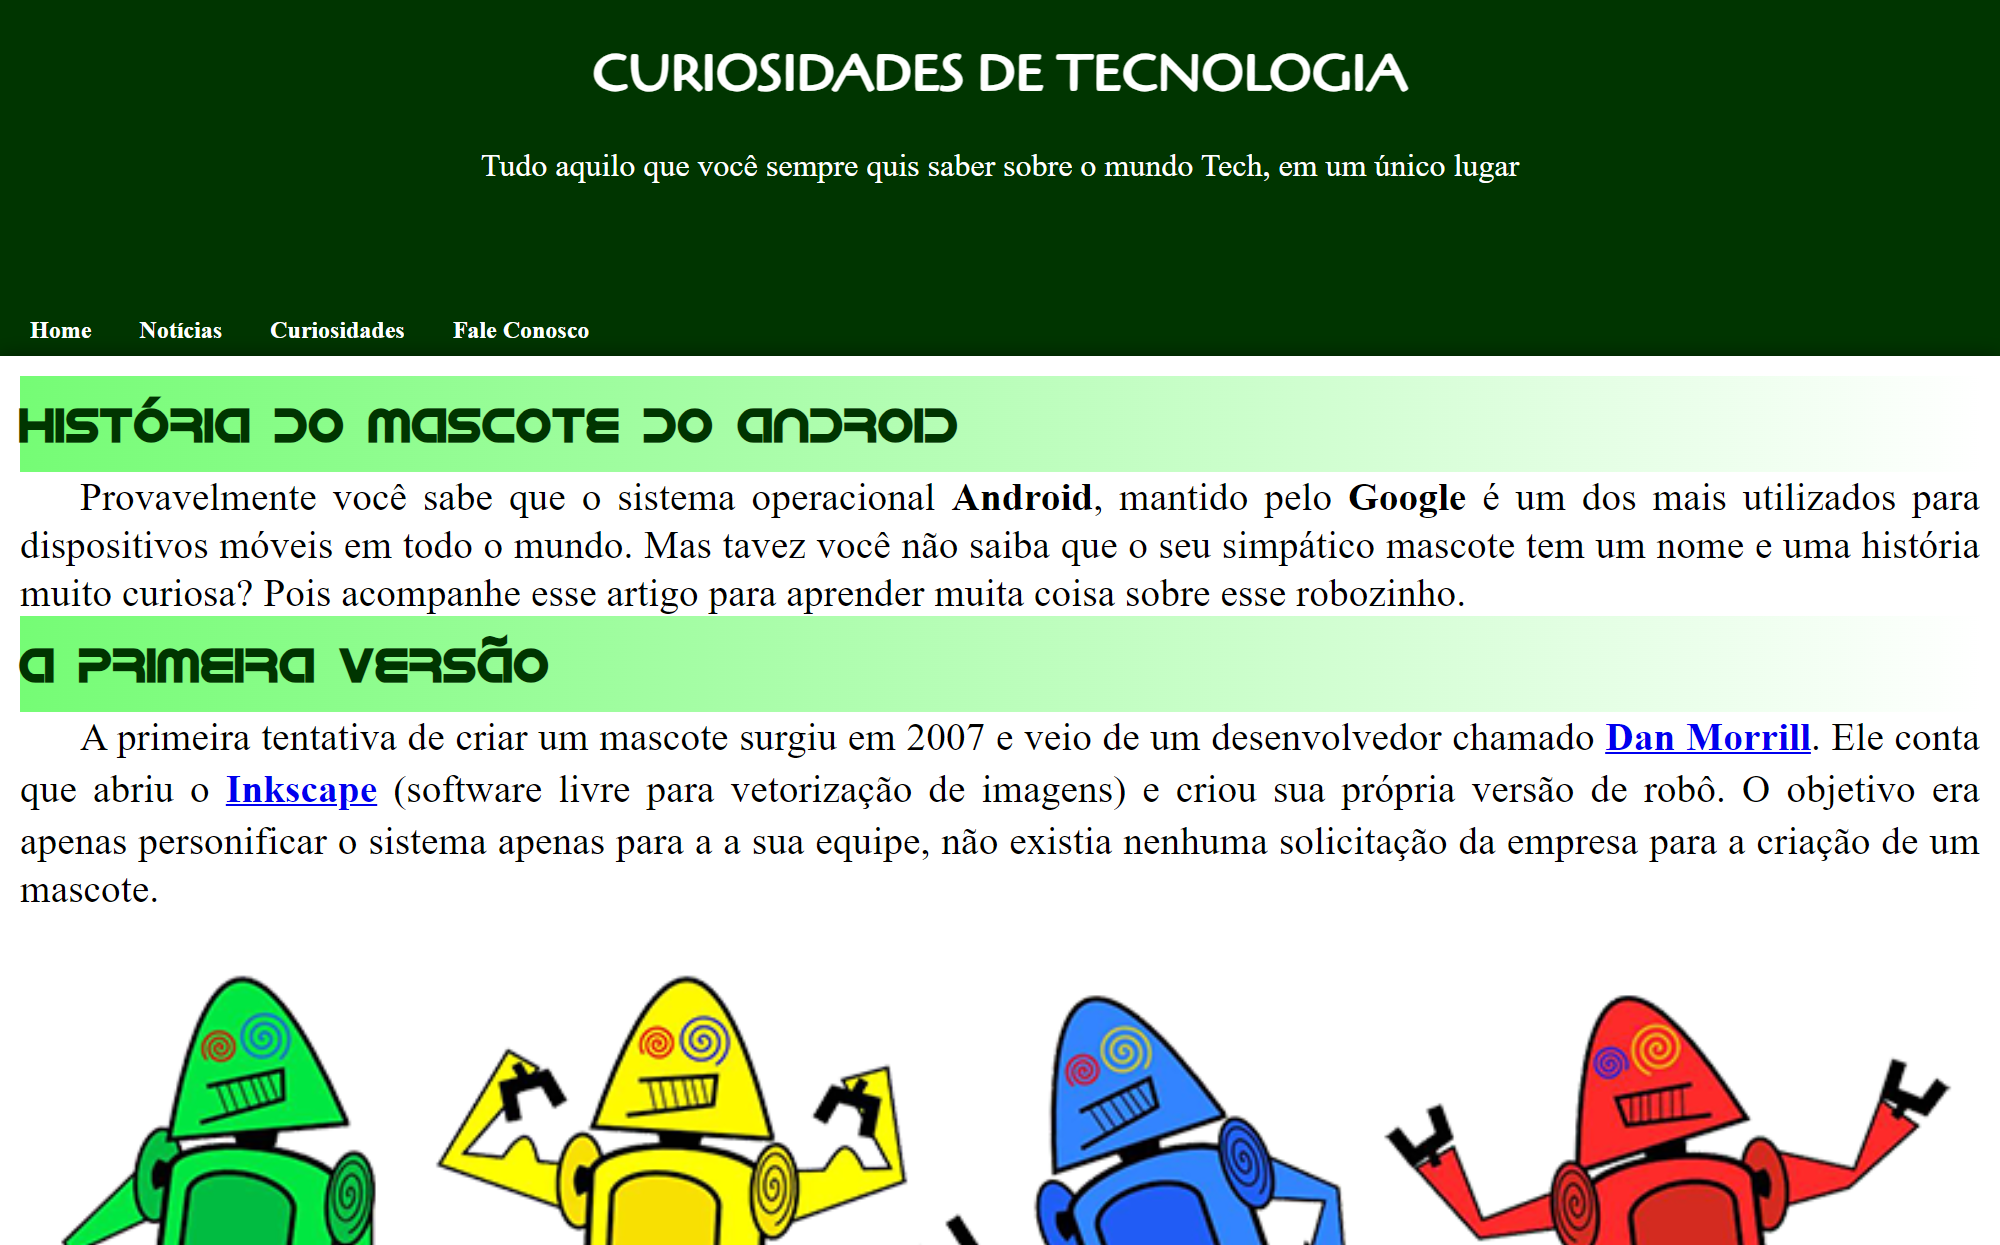 CURIOSIDADES DE TECNOLOGIA
Tudo aquilo que você sempre quis saber sobre o mundo Tech, em um único lugar
Home Notícias Curiosidades Fale Conosco
HISTÓRIA DO MASCOTE DO ANDROID
Provavelmente você sabe que o sistema operacional Android, mantido pelo Google é um dos mais utilizados para
dispositivos móveis em todo o mundo. Mas tavez você não saiba que o seu simpático mascote tem um nome e uma história
muito curiosa? Pois acompanhe esse artigo para aprender muita coisa sobre esse robozinho.
A PRIMEIRA VERSÃO
A primeira tentativa de criar um mascote surgiu em 2007 e veio de um desenvolvedor chamado Dan Morrill. Ele conta
que abriu o Inkscape (software livre para vetorização de imagens) e criou sua própria versão de robô. O objetivo era
apenas personificar o sistema apenas para a a sua equipe, não existia nenhuma solicitação da empresa para a criação de um
mascote.